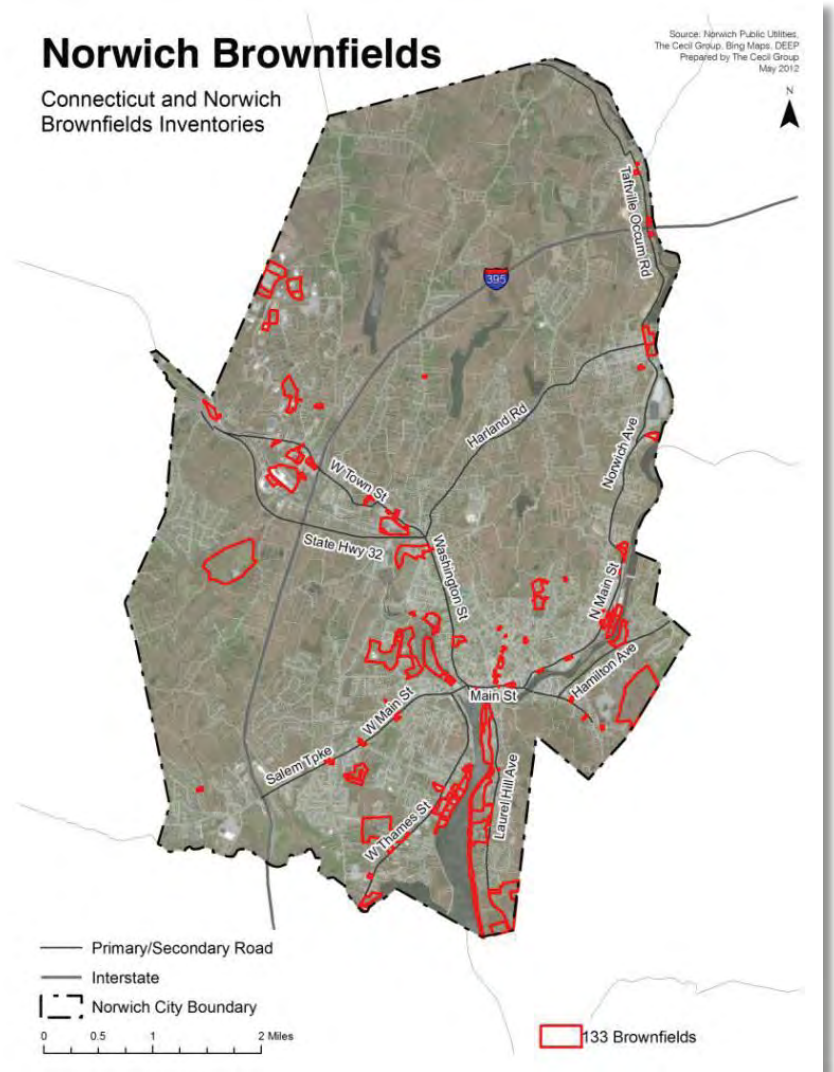 Norwich Brownfields
Connecticut and Norwich
Brownfields Inventories
Source: Norwich Public Utilities,
The Cecil Group, Bing Maps, DEEP
Prepared by The Cecil Group
May 2012
N
Taftville Occum Rd
395
Harland Rd
Norwich Ave
W Town St
State Hwy 32
Washington St
N Main St
Hamilton Ave
Main St
W Main St
Salem Tpke
Laurel Hill Ave
W Thames St
Primary/Secondary Road
Interstate
Norwich City Boundary
0 0.5 1 2 Miles
133 Brownfields